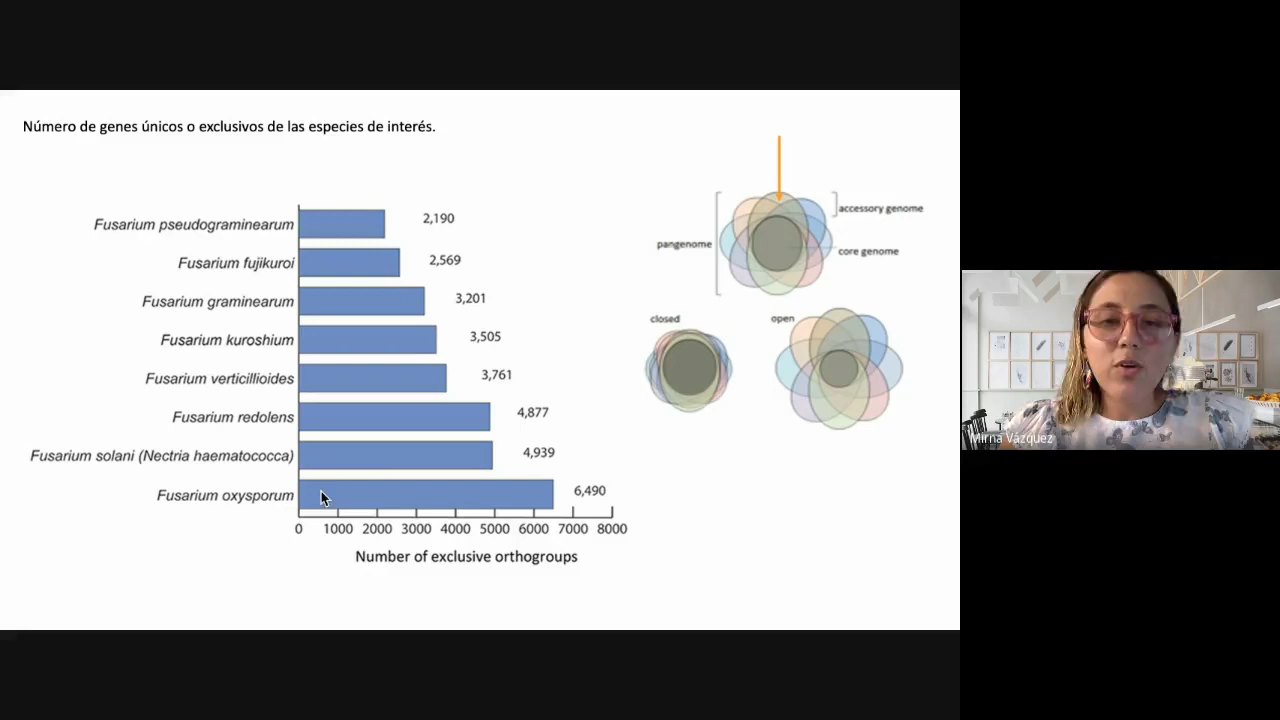 Número de genes únicos o exclusivos de las especies de interés.
Fusarium pseudograminearum 2,190
Fusarium fujikuroi 2,569
Fusarium graminearum 3,201
Fusarium kuroshium 3,505
Fusarium verticillioides 3,761
Fusarium redolens 4,877
Fusarium solani (Nectria haematococca) 4,939
Fusarium oxysporum 6,490
0 1000 2000 3000 4000 5000 6000 7000 8000
Number of exclusive orthogroups
accessory genome
pangenome
core genome
closed
open
Mirna Vázquez